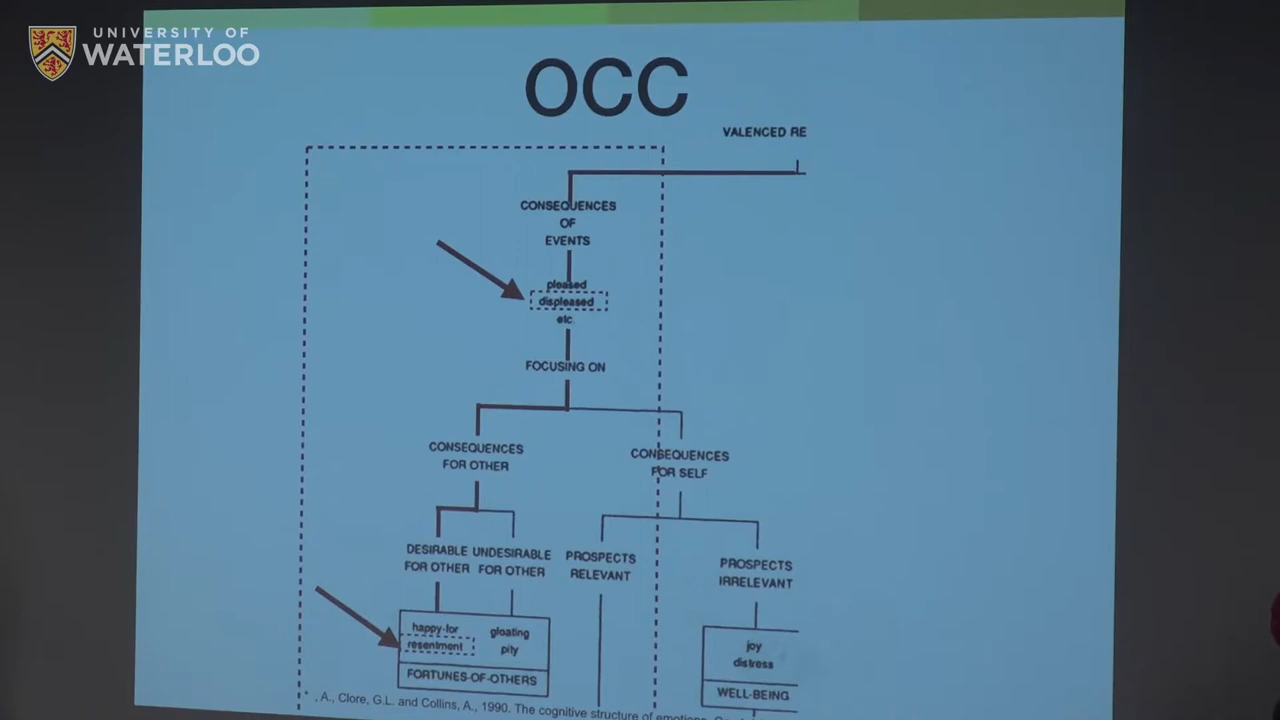 UNIVERSITY OF
WATERLOO
OCC
VALENCED RE
CONSEQUENCES
OF
EVENTS
pleased
displeased
etc.
FOCUSING ON
CONSEQUENCES
FOR OTHER
CONSEQUENCES
FOR SELF
DESIRABLE
FOR OTHER
UNDESIRABLE
FOR OTHER
PROSPECTS
RELEVANT
PROSPECTS
IRRELEVANT
happy-for
resentment
gloating
pity
FORTUNES-OF-OTHERS
joy
distress
WELL-BEING
, A., Clore, G.L. and Collins, A., 1990. The cognitive structure of emotions.